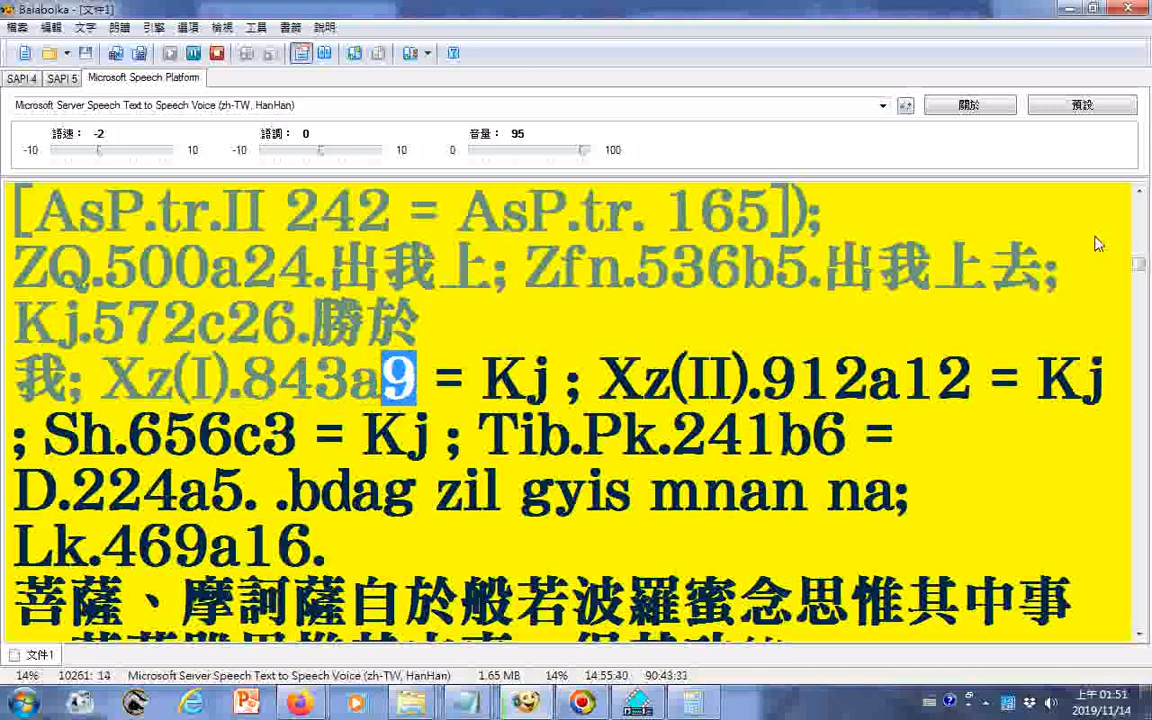 Balabolka - [文件1]
檔案 編輯 文字 朗讀 引擎 選項 檢視 工具 書籤 說明
SAPI 4 SAPI 5 Microsoft Speech Platform
Microsoft Server Speech Text to Speech Voice (zh-TW, HanHan) 關於 預設
語速： -2 語調： 0 音量： 95
-10 10 -10 10 0 100
[AsP.tr.II 242 = AsP.tr. 165]);
ZQ.500a24.出我上; Zfn.536b5.出我上去;
Kj.572c26.勝於
我; Xz(I).843a9 = Kj ; Xz(II).912a12 = Kj
; Sh.656c3 = Kj ; Tib.Pk.241b6 =
D.224a5. .bdag zil gyis mnan na;
Lk.469a16.
菩薩、摩訶薩自於般若波羅蜜念思惟其中事
文件1
14% 10261: 14 Microsoft Server Speech Text to Speech Voice (zh-TW, HanHan) 1.65 MB 14% 14:55:40 90:43:33
上午 01:51
2019/11/14